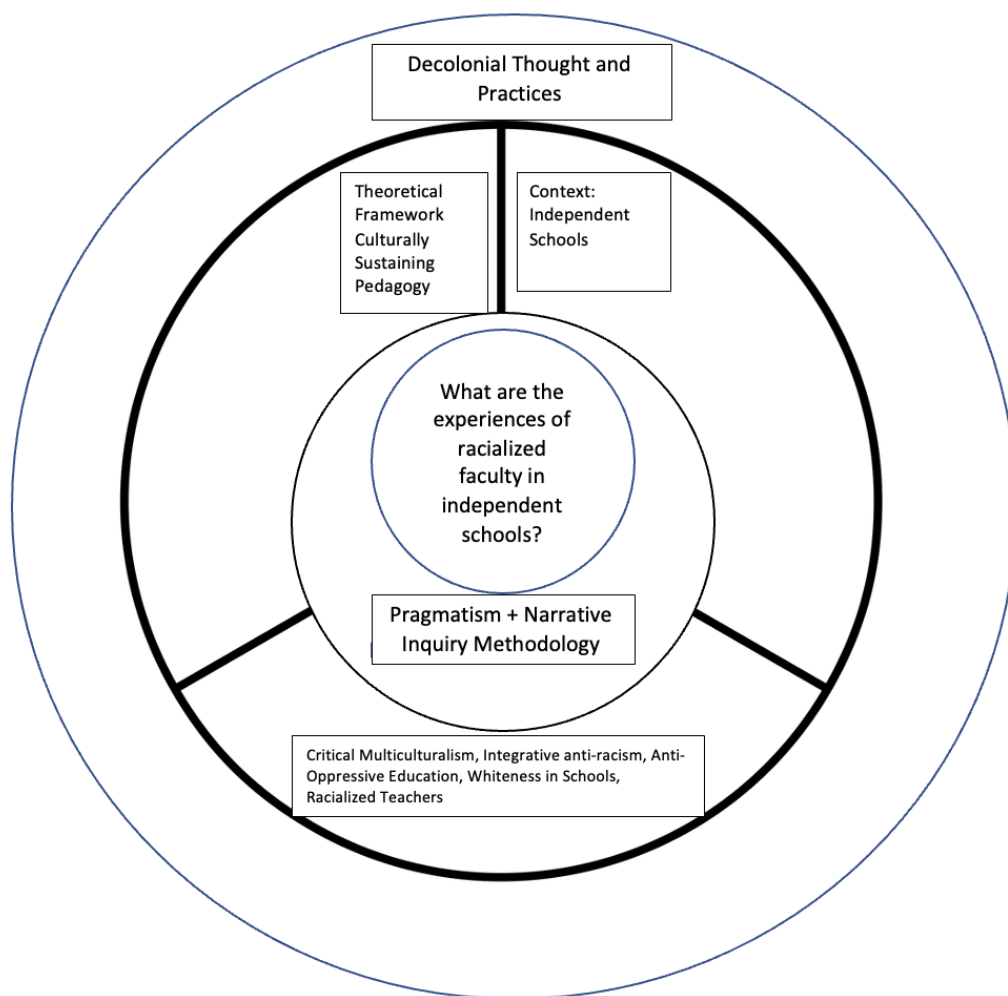 Decolonial Thought and
Practices
Theoretical
Framework
Culturally
Sustaining
Pedagogy
Context:
Independent
Schools
What are the
experiences of
racialized
faculty in
independent
schools?
Pragmatism + Narrative
Inquiry Methodology
Critical Multiculturalism, Integrative anti-racism, Anti-
Oppressive Education, Whiteness in Schools,
Racialized Teachers